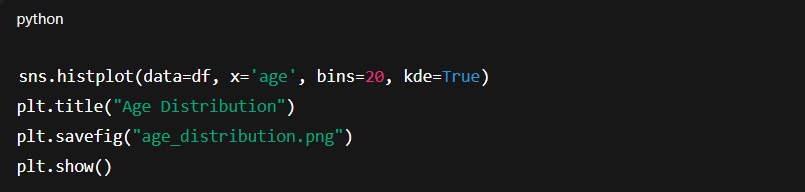 python
sns.histplot(data=df, x='age', bins=20, kde=True)
plt.title("Age Distribution")
plt.savefig("age_distribution.png")
plt.show()